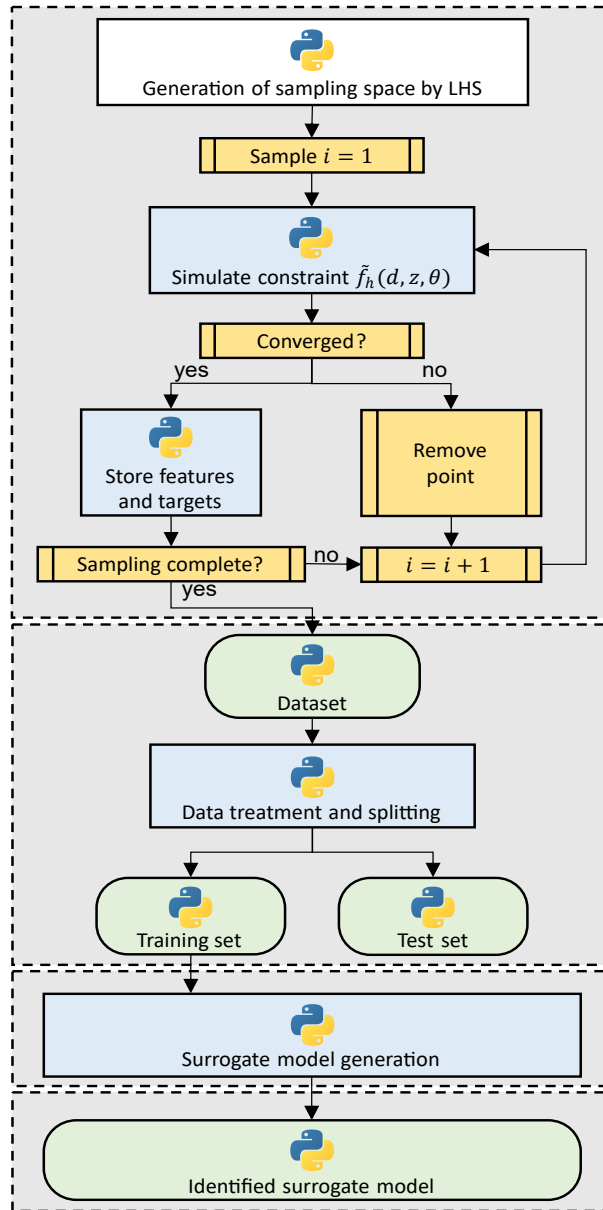 Generation of sampling space by LHS
Sample 𝑖 = 1
Simulate constraint f̃ₕ(d, z, θ)
Converged?
yes
no
Store features
and targets
Remove
point
Sampling complete?
no
𝑖 = 𝑖 + 1
yes
Dataset
Data treatment and splitting
Training set
Test set
Surrogate model generation
Identified surrogate model